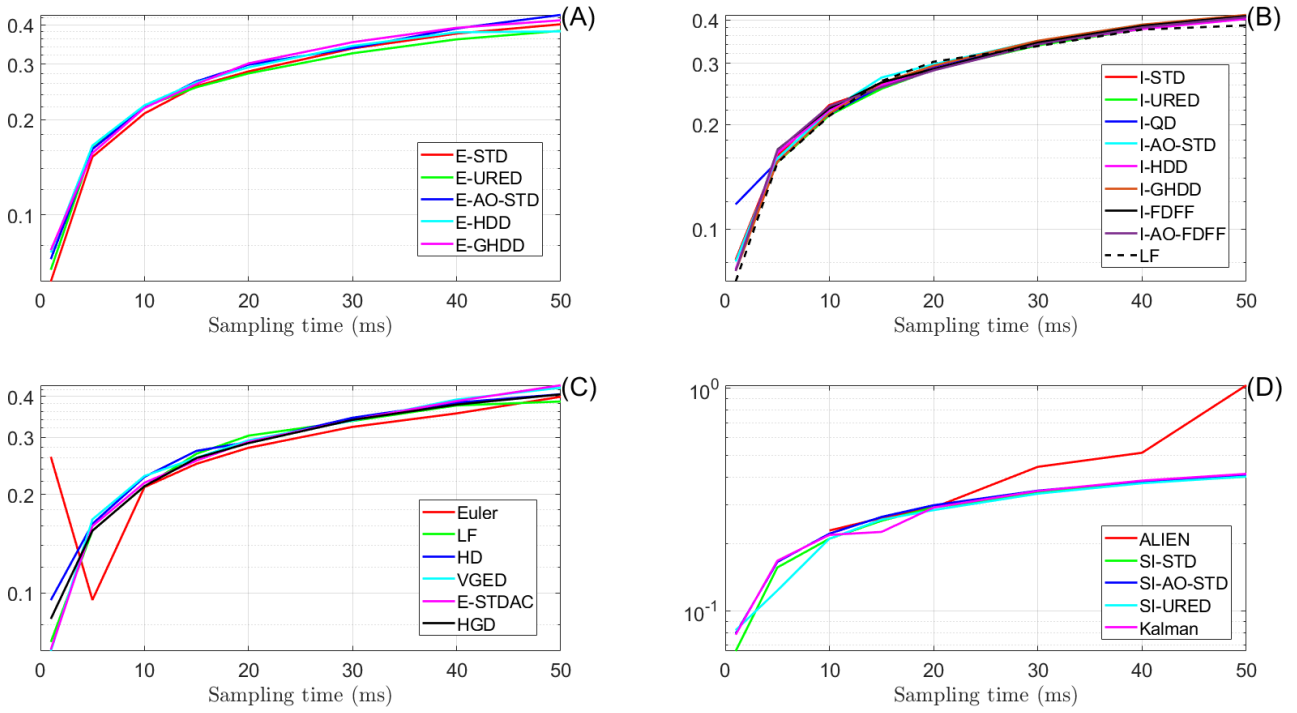 (A)
0.4
0.3
0.2
0.1
0 10 20 30 40 50
Sampling time (ms)
E-STD
E-URED
E-AO-STD
E-HDD
E-GHDD
(B)
0.4
0.3
0.2
0.1
0 10 20 30 40 50
Sampling time (ms)
I-STD
I-URED
I-QD
I-AO-STD
I-HDD
I-GHDD
I-FDFF
I-AO-FDFF
LF
(C)
0.4
0.3
0.2
0.1
0 10 20 30 40 50
Sampling time (ms)
Euler
LF
HD
VGED
E-STDAC
HGD
(D)
10⁰
10⁻¹
0 10 20 30 40 50
Sampling time (ms)
ALIEN
SI-STD
SI-AO-STD
SI-URED
Kalman